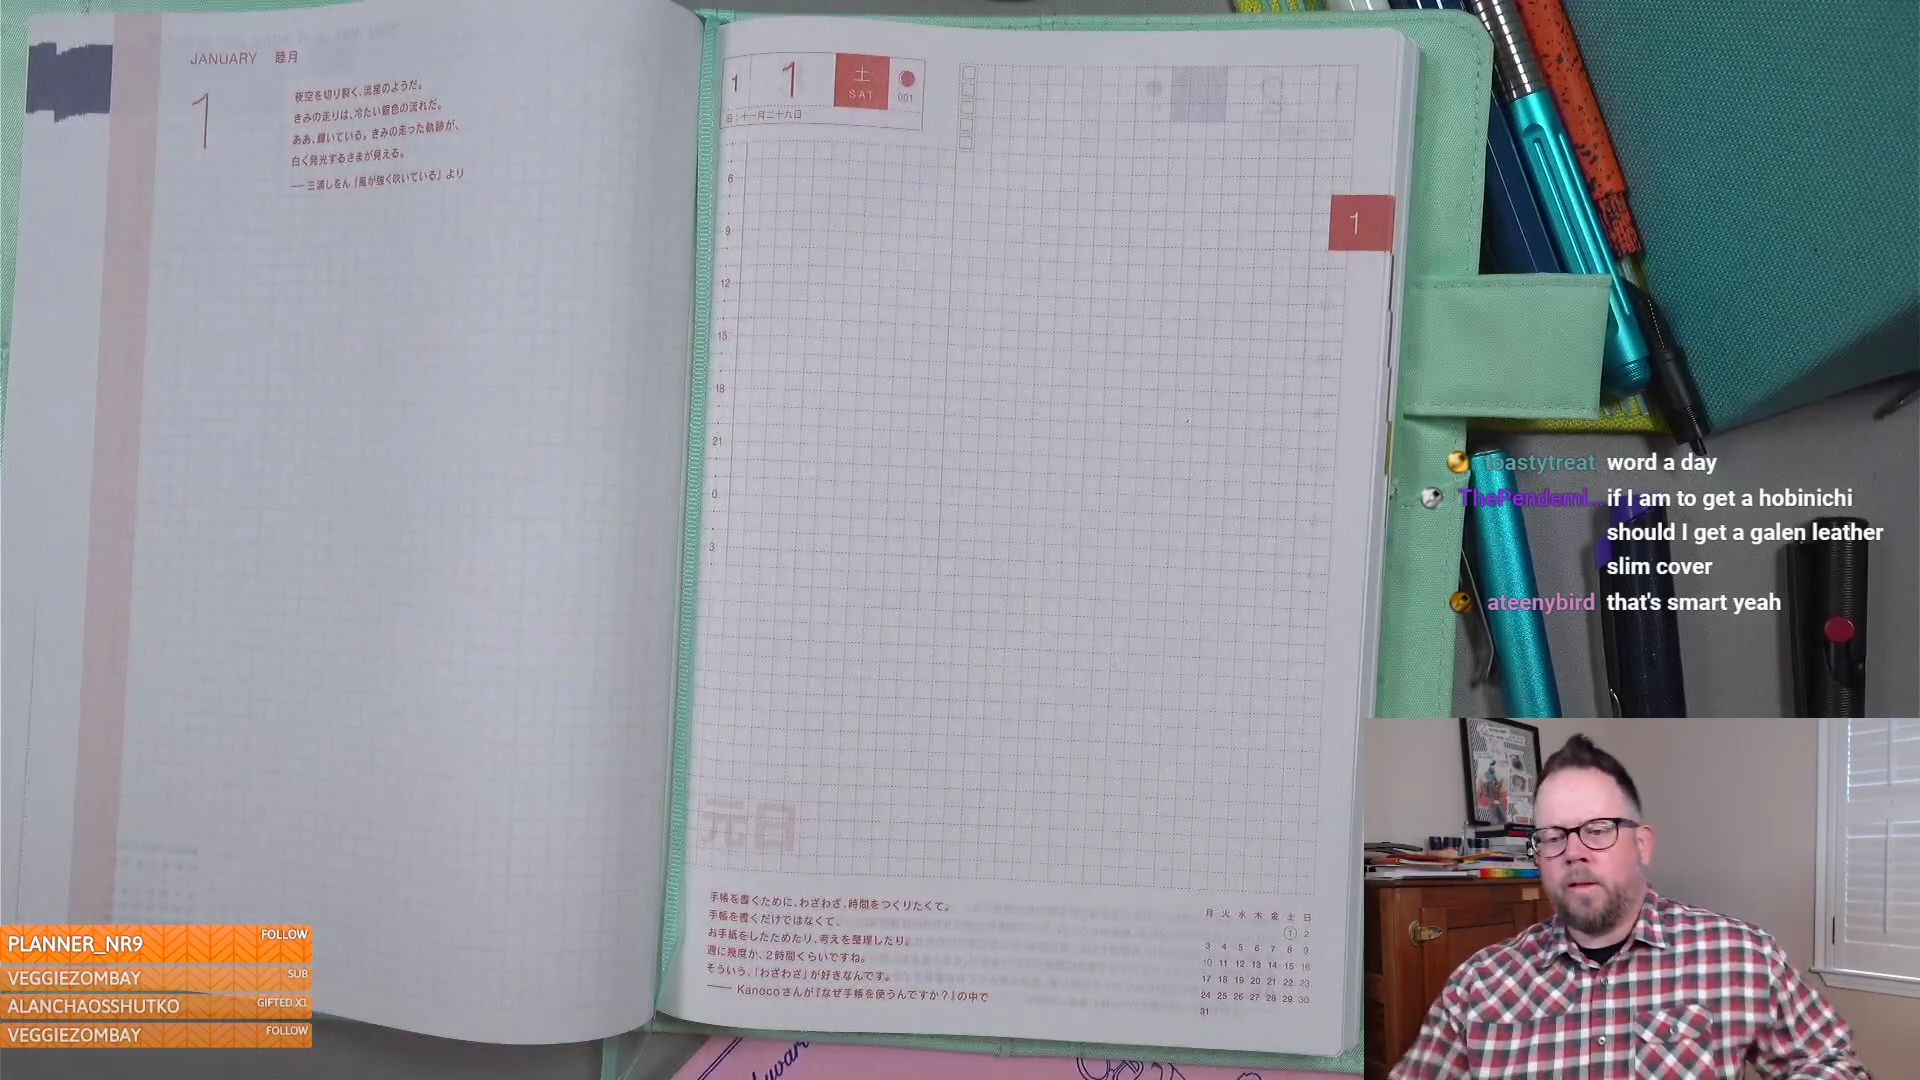 JANUARY 睦月
1
夜空を切り裂く、流星のようだ。
きみの走りは、冷たい銀色の流れだ。
ああ、輝いている。きみの走った軌跡が、
白く発光するさまが見える。
── 三浦しをん『風が強く吹いている』より
1 1 土 SAT 001
旧:十一月二十九日
6
9
12
15
18
21
0
3
1
元日
手帳を書くために、わざわざ、時間をつくりたくて。
手帳を書くだけではなくて、
お手紙をしたためたり、考えを整理したり。
週に幾度か、2時間くらいですね。
そういう、「わざわざ」が好きなんです。
── Kanocoさんが『なぜ手帳を使うんですか?』の中で
月 火 水 木 金 土 日
1 2
3 4 5 6 7 8 9
10 11 12 13 14 15 16
17 18 19 20 21 22 23
24 25 26 27 28 29 30
31
toastytreat word a day
ThePendemi... if I am to get a hobinichi
should I get a galen leather
slim cover
ateenybird that's smart yeah
PLANNER_NR9 FOLLOW
VEGGIEZOMBAY SUB
ALANCHAOSSHUTKO GIFTED X1
VEGGIEZOMBAY FOLLOW